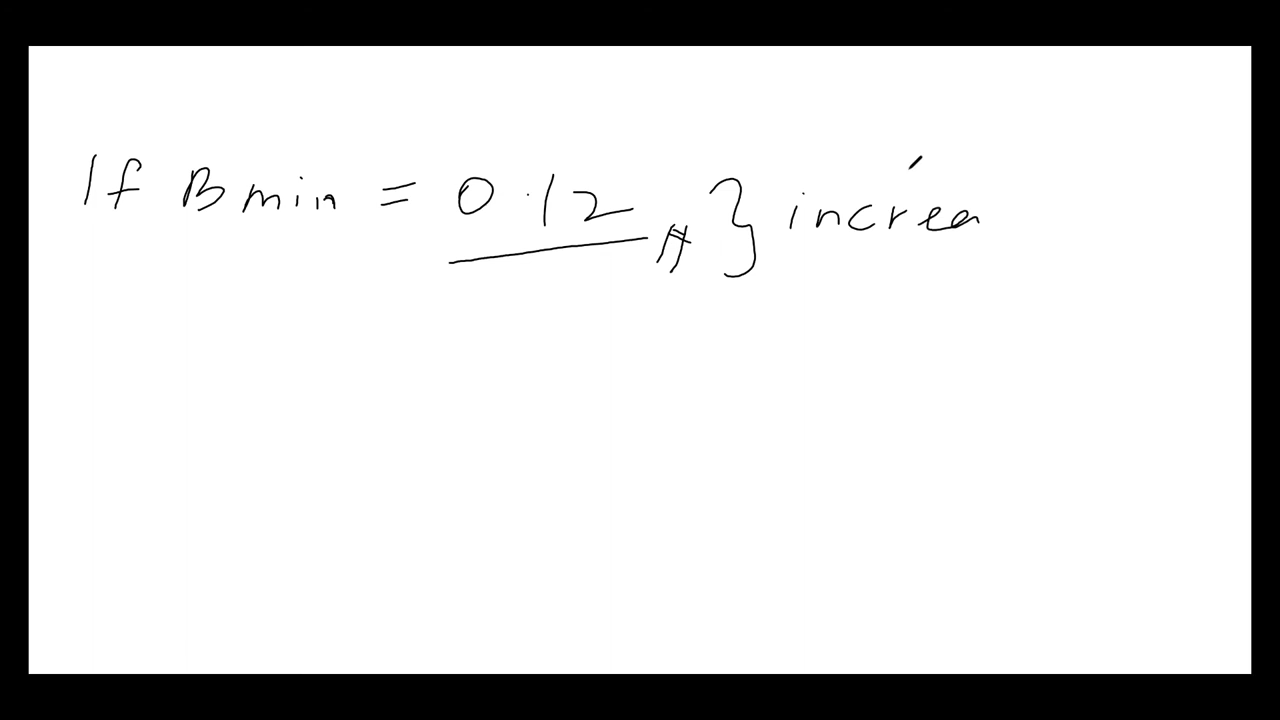 If Bmin = 0.12 } increa